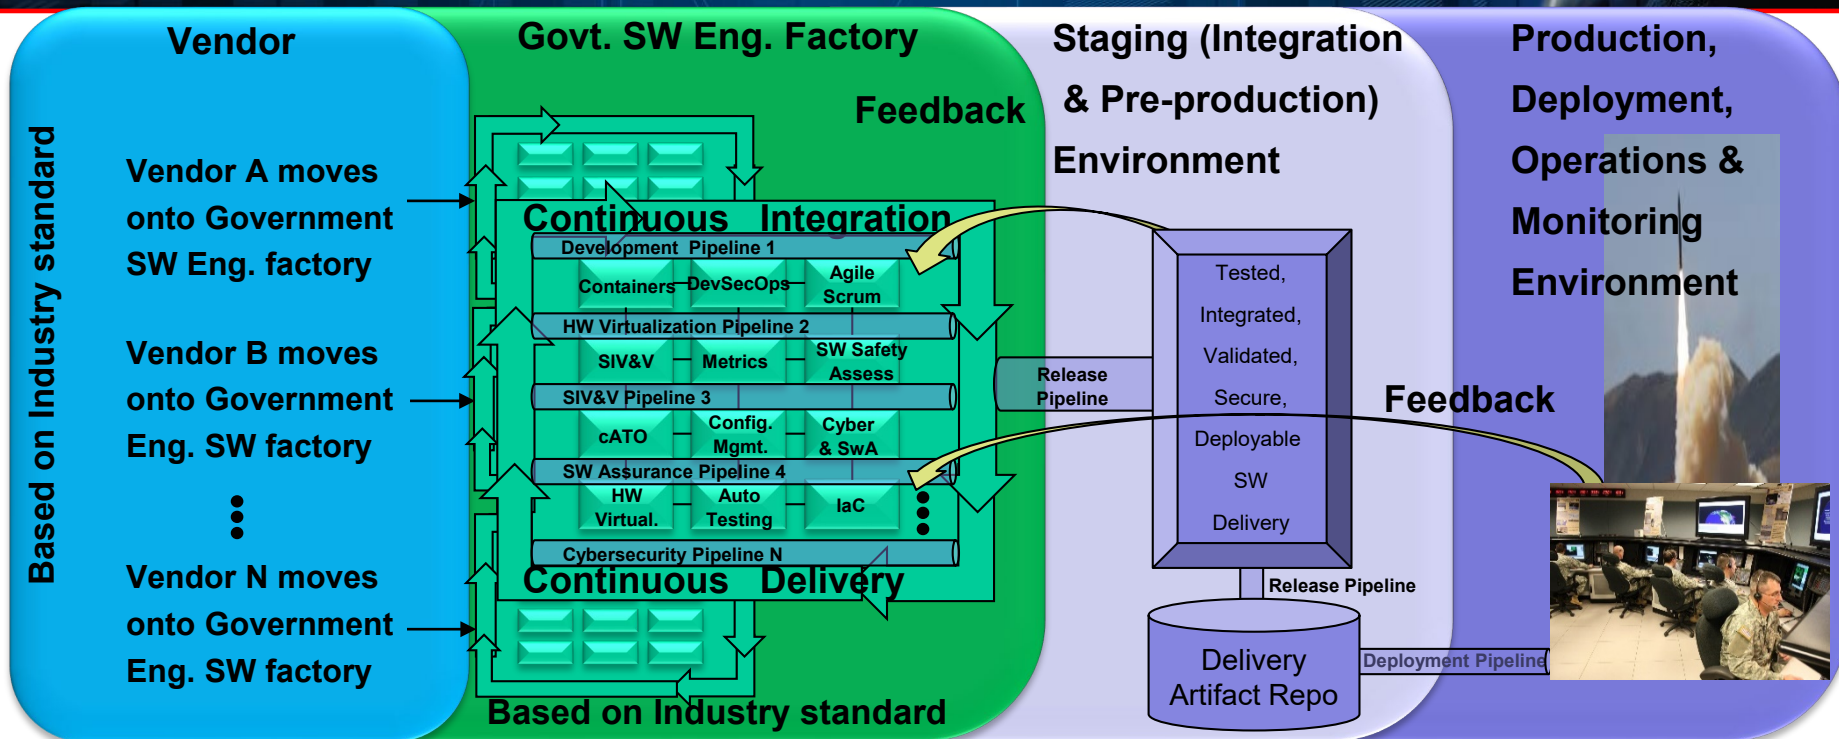 Vendor
Based on Industry standard
Vendor A moves
onto Government
SW Eng. factory
Vendor B moves
onto Government
Eng. SW factory
Vendor N moves
onto Government
Eng. SW factory
Govt. SW Eng. Factory
Feedback
Continuous Integration
Development Pipeline 1
Containers DevSecOps Agile
Scrum
HW Virtualization Pipeline 2
SIV&V Metrics SW Safety
Assess
SIV&V Pipeline 3
cATO Config.
Mgmt.
Cyber
& SwA
SW Assurance Pipeline 4
HW
Virtual.
Auto
Testing
IaC
Cybersecurity Pipeline N
Continuous Delivery
Based on Industry standard
Staging (Integration
& Pre-production)
Environment
Release
Pipeline
Tested,
Integrated,
Validated,
Secure,
Deployable
SW
Delivery
Release Pipeline
Delivery
Artifact Repo
Deployment Pipeline
Production,
Deployment,
Operations &
Monitoring
Environment
Feedback